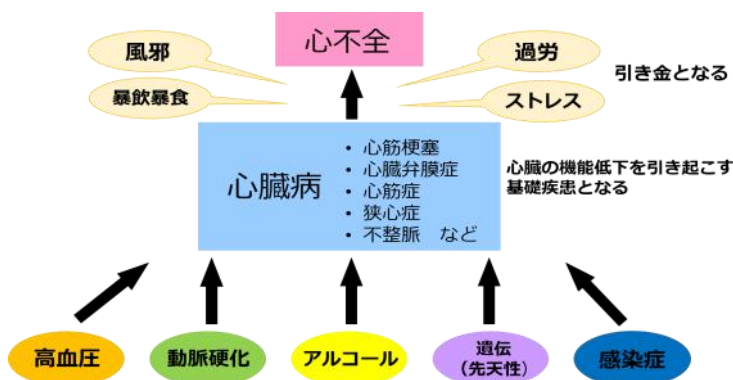 心不全
風邪
過労
引き金となる
暴飲暴食
ストレス
心臓病
・ 心筋梗塞
・ 心臓弁膜症
・ 心筋症
・ 狭心症
・ 不整脈 など
心臓の機能低下を引き起こす
基礎疾患となる
高血圧
動脈硬化
アルコール
遺伝
(先天性)
感染症